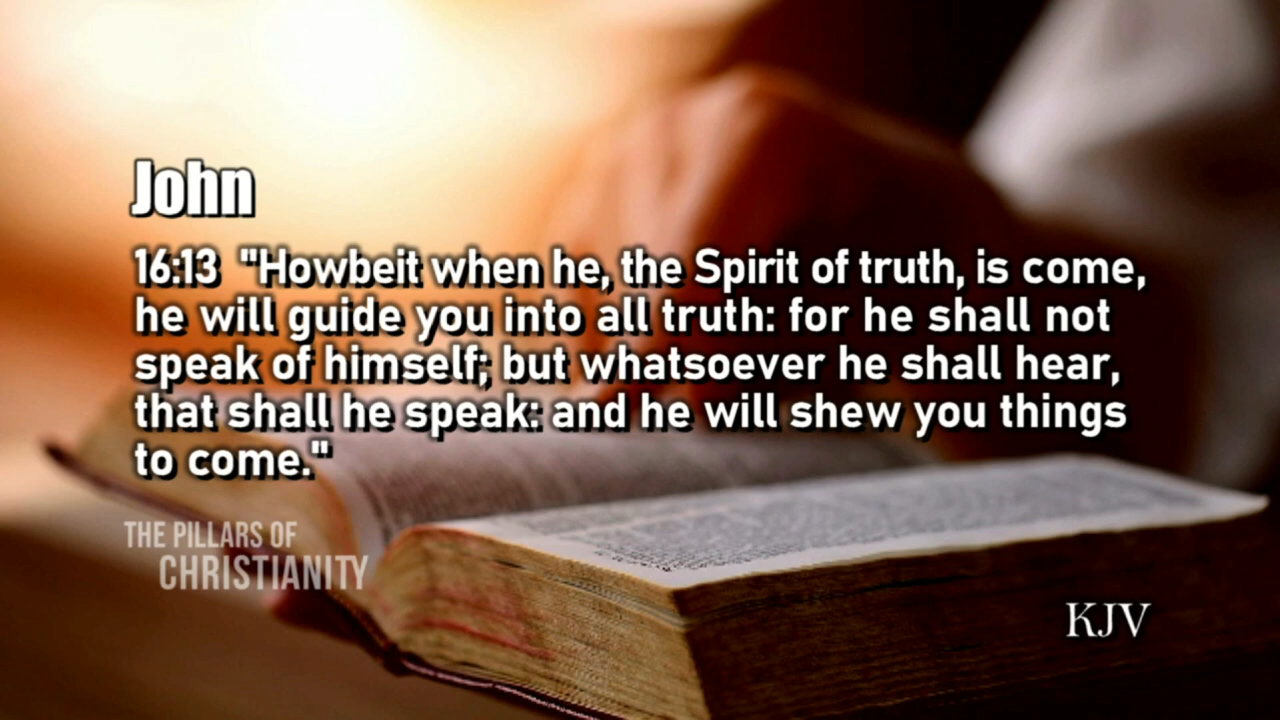 John
16:13 "Howbeit when he, the Spirit of truth, is come,
he will guide you into all truth: for he shall not
speak of himself; but whatsoever he shall hear,
that shall he speak: and he will shew you things
to come."
THE PILLARS OF
CHRISTIANITY
KJV